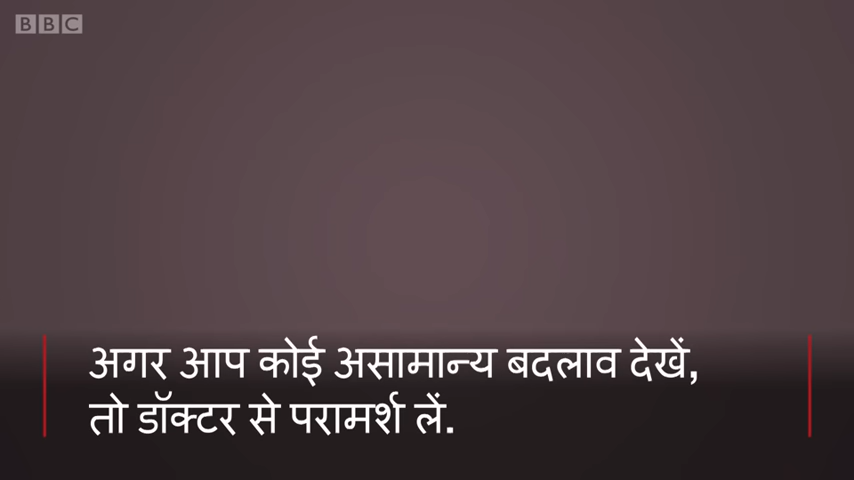 BBC
अगर आप कोई असामान्य बदलाव देखें,
तो डॉक्टर से परामर्श लें.